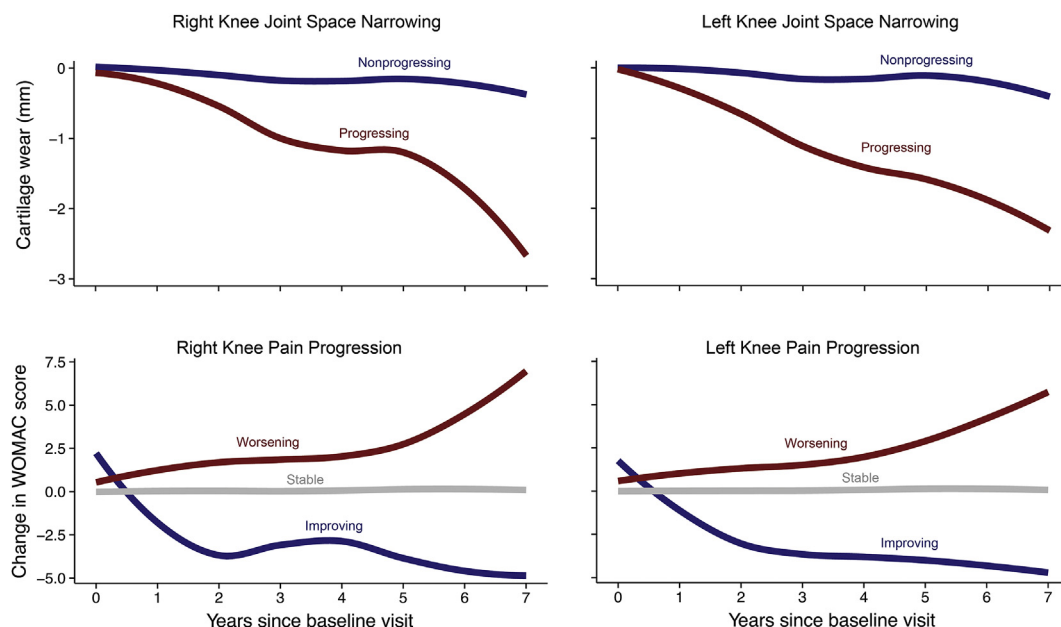 Right Knee Joint Space Narrowing
Left Knee Joint Space Narrowing
Cartilage wear (mm)
0
−1
−2
−3
Nonprogressing
Progressing
Nonprogressing
Progressing
Right Knee Pain Progression
Left Knee Pain Progression
Change in WOMAC score
7.5
5.0
2.5
0.0
−2.5
−5.0
Worsening
Stable
Improving
Worsening
Stable
Improving
0 1 2 3 4 5 6 7
0 1 2 3 4 5 6 7
Years since baseline visit
Years since baseline visit